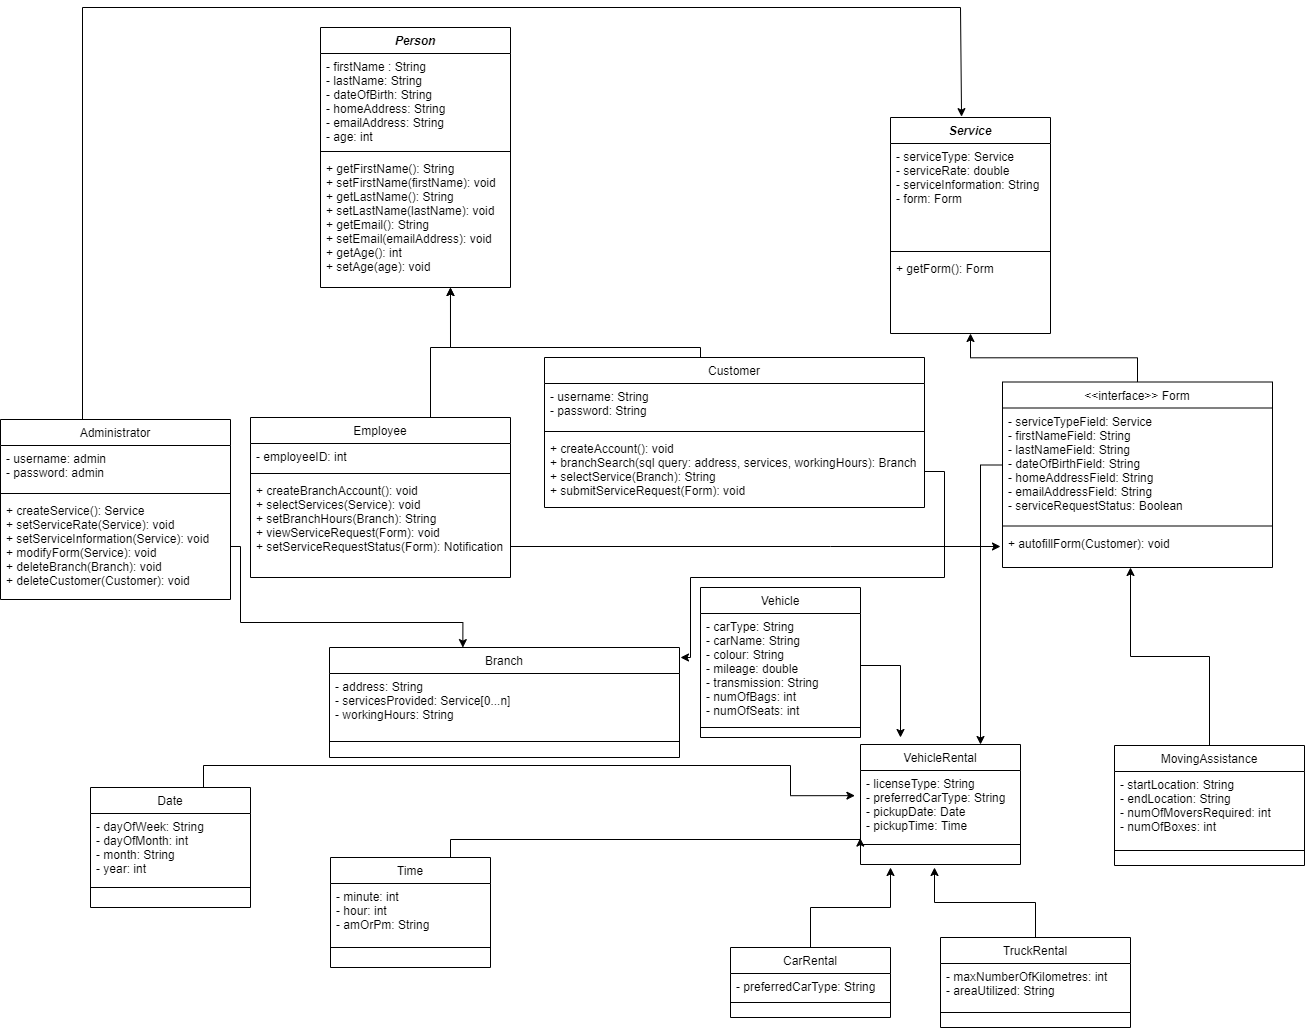 Person
- firstName : String
- lastName: String
- dateOfBirth: String
- homeAddress: String
- emailAddress: String
- age: int
+ getFirstName(): String
+ setFirstName(firstName): void
+ getLastName(): String
+ setLastName(lastName): void
+ getEmail(): String
+ setEmail(emailAddress): void
+ getAge(): int
+ setAge(age): void
Service
- serviceType: Service
- serviceRate: double
- serviceInformation: String
- form: Form
+ getForm(): Form
Administrator
- username: admin
- password: admin
+ createService(): Service
+ setServiceRate(Service): void
+ setServiceInformation(Service): void
+ modifyForm(Service): void
+ deleteBranch(Branch): void
+ deleteCustomer(Customer): void
Employee
- employeeID: int
+ createBranchAccount(): void
+ selectServices(Service): void
+ setBranchHours(Branch): String
+ viewServiceRequest(Form): void
+ setServiceRequestStatus(Form): Notification
Customer
- username: String
- password: String
+ createAccount(): void
+ branchSearch(sql query: address, services, workingHours): Branch
+ selectService(Branch): String
+ submitServiceRequest(Form): void
<<interface>> Form
- serviceTypeField: Service
- firstNameField: String
- lastNameField: String
- dateOfBirthField: String
- homeAddressField: String
- emailAddressField: String
- serviceRequestStatus: Boolean
+ autofillForm(Customer): void
Branch
- address: String
- servicesProvided: Service[0...n]
- workingHours: String
Vehicle
- carType: String
- carName: String
- colour: String
- mileage: double
- transmission: String
- numOfBags: int
- numOfSeats: int
VehicleRental
- licenseType: String
- preferredCarType: String
- pickupDate: Date
- pickupTime: Time
MovingAssistance
- startLocation: String
- endLocation: String
- numOfMoversRequired: int
- numOfBoxes: int
Date
- dayOfWeek: String
- dayOfMonth: int
- month: String
- year: int
Time
- minute: int
- hour: int
- amOrPm: String
CarRental
- preferredCarType: String
TruckRental
- maxNumberOfKilometres: int
- areaUtilized: String